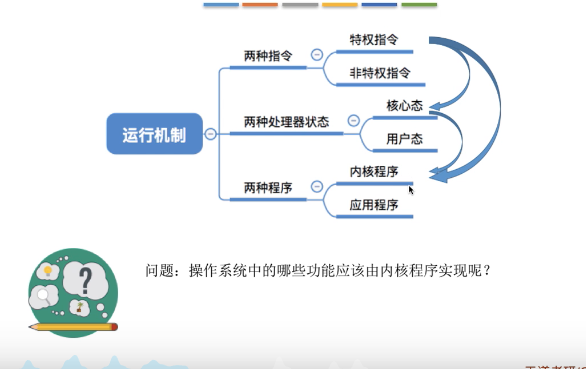 特权指令
两种指令
非特权指令
核心态
两种处理器状态
运行机制
用户态
内核程序
两种程序
应用程序
问题：操作系统中的哪些功能应该由内核程序实现呢？